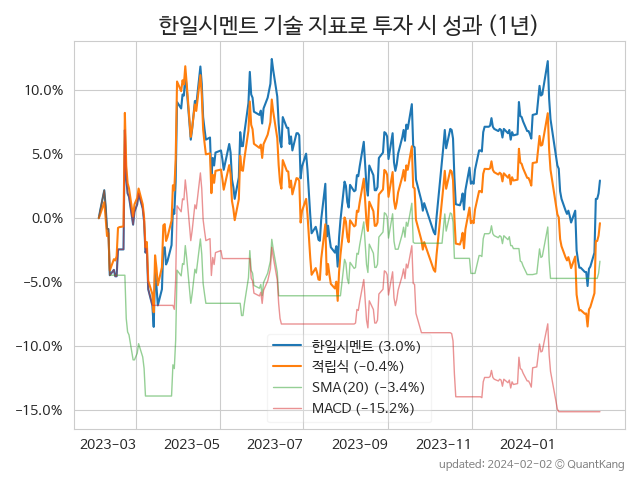 한일시멘트 기술 지표로 투자 시 성과 (1년)
10.0%
5.0%
0.0%
−5.0%
−10.0%
−15.0%
한일시멘트 (3.0%)
적립식 (−0.4%)
SMA(20) (−3.4%)
MACD (−15.2%)
2023-03 2023-05 2023-07 2023-09 2023-11 2024-01
updated: 2024-02-02 © QuantKang